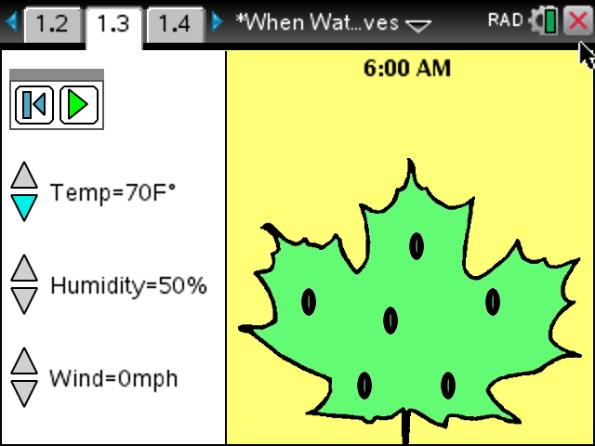 1.2 1.3 1.4 *When Wat...ves RAD
6:00 AM
Temp=70F°
Humidity=50%
Wind=0mph